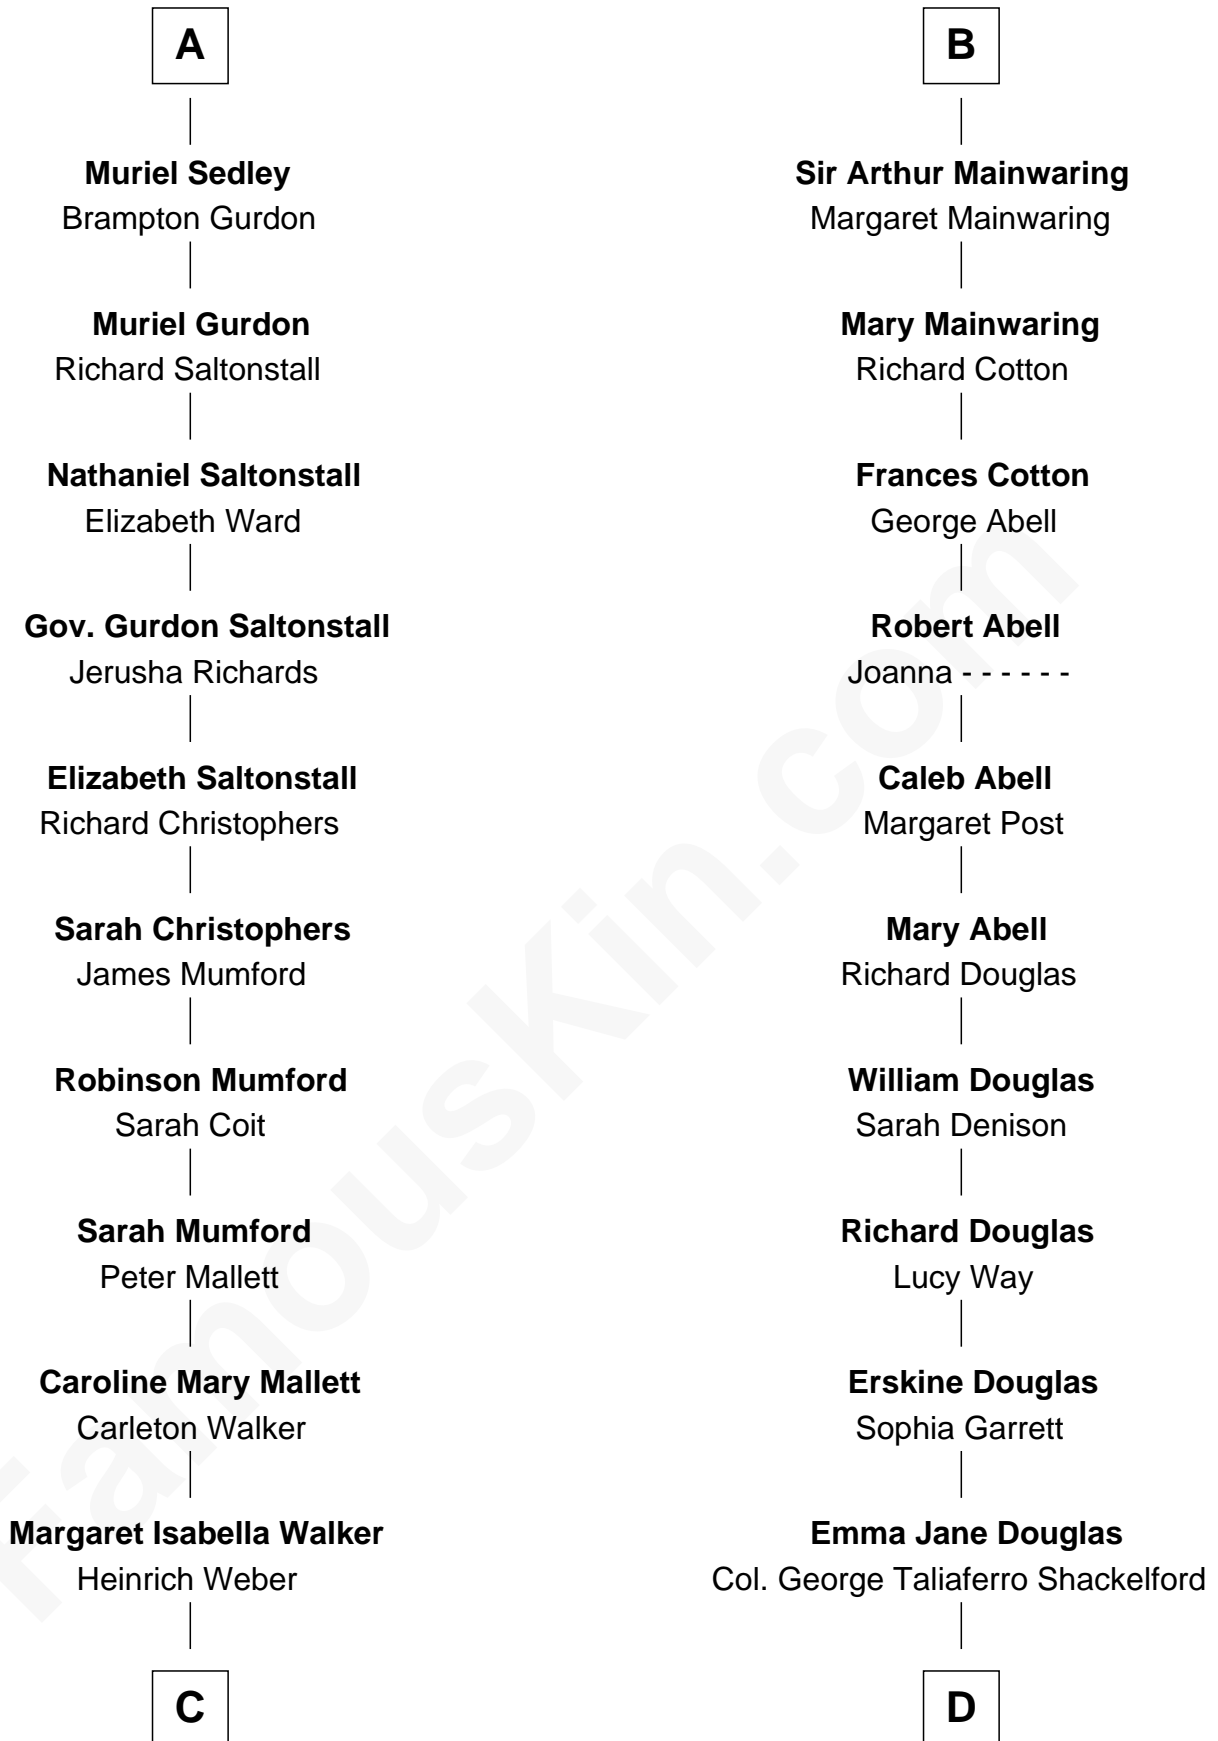 A
Muriel Sedley
Brampton Gurdon
Muriel Gurdon
Richard Saltonstall
Nathaniel Saltonstall
Elizabeth Ward
Gov. Gurdon Saltonstall
Jerusha Richards
Elizabeth Saltonstall
Richard Christophers
Sarah Christophers
James Mumford
Robinson Mumford
Sarah Coit
Sarah Mumford
Peter Mallett
Caroline Mary Mallett
Carleton Walker
Margaret Isabella Walker
Heinrich Weber
C
B
Sir Arthur Mainwaring
Margaret Mainwaring
Mary Mainwaring
Richard Cotton
Frances Cotton
George Abell
Robert Abell
Joanna - - - - - -
Caleb Abell
Margaret Post
Mary Abell
Richard Douglas
William Douglas
Sarah Denison
Richard Douglas
Lucy Way
Erskine Douglas
Sophia Garrett
Emma Jane Douglas
Col. George Taliaferro Shackelford
D
FamousKin.com